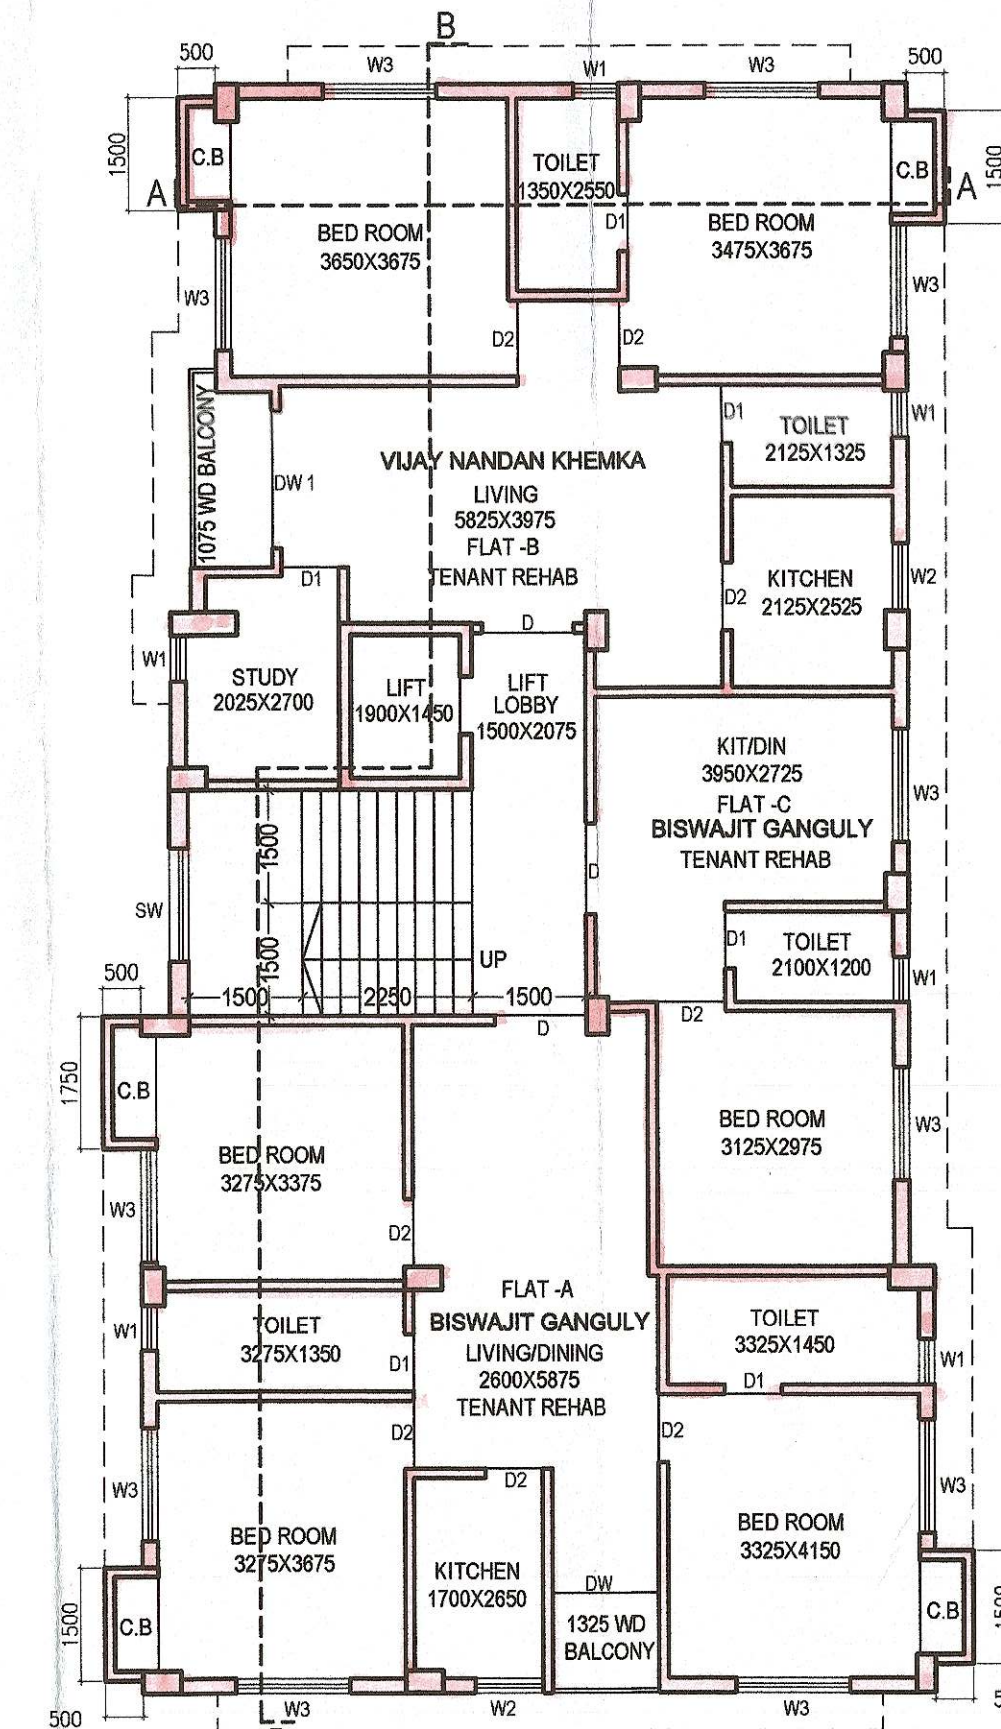 B
500
W3
W1
W3
500
1500
C.B
TOILET
1350X2550
C.B
1500
A
A
BED ROOM
3650X3675
D1
BED ROOM
3475X3675
W3
W3
D2
D2
1075 WD BALCONY
D1
TOILET
2125X1325
W1
VIJAY NANDAN KHEMKA
DW 1
LIVING
5825X3975
FLAT -B
TENANT REHAB
D1
D2
KITCHEN
2125X2525
W2
D
W1
STUDY
2025X2700
LIFT
1900X1450
LIFT
LOBBY
1500X2075
KIT/DIN
3950X2725
FLAT -C
BISWAJIT GANGULY
TENANT REHAB
W3
1500
D
SW
1500
UP
D1
TOILET
2100X1200
W1
500
1500
2250
1500
D
D2
1750
C.B
BED ROOM
3275X3375
BED ROOM
3125X2975
W3
W3
D2
FLAT -A
BISWAJIT GANGULY
LIVING/DINING
2600X5875
TENANT REHAB
W1
TOILET
3275X1350
D1
TOILET
3325X1450
W1
D1
D2
D2
W3
D2
W3
BED ROOM
3275X3675
KITCHEN
1700X2650
BED ROOM
3325X4150
DW
1325 WD
BALCONY
1500
C.B
C.B
1500
500
W3
W2
W3